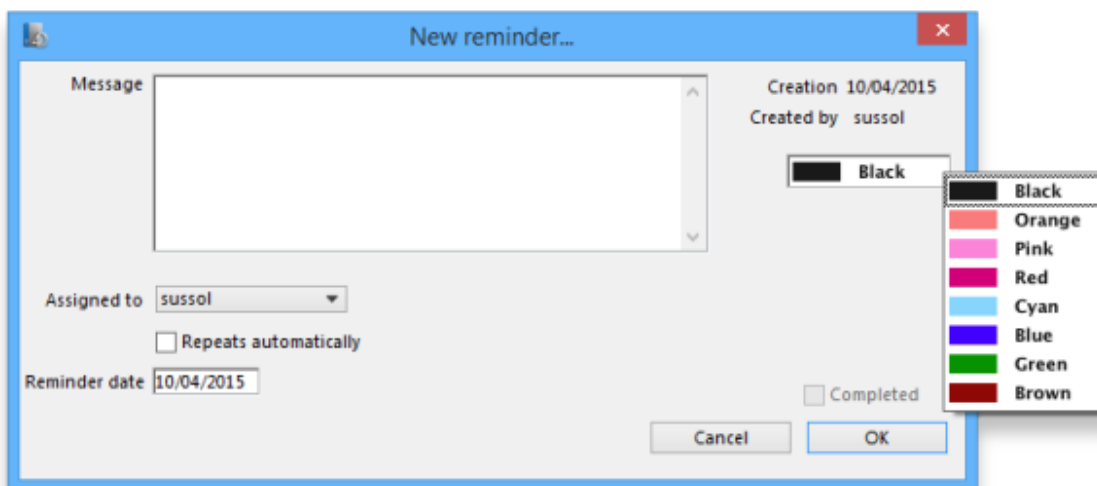 New reminder...
Message
Creation 10/04/2015
Created by sussol
Black
Black
Orange
Pink
Red
Cyan
Blue
Green
Brown
Assigned to sussol
Repeats automatically
Reminder date 10/04/2015
Completed
Cancel OK